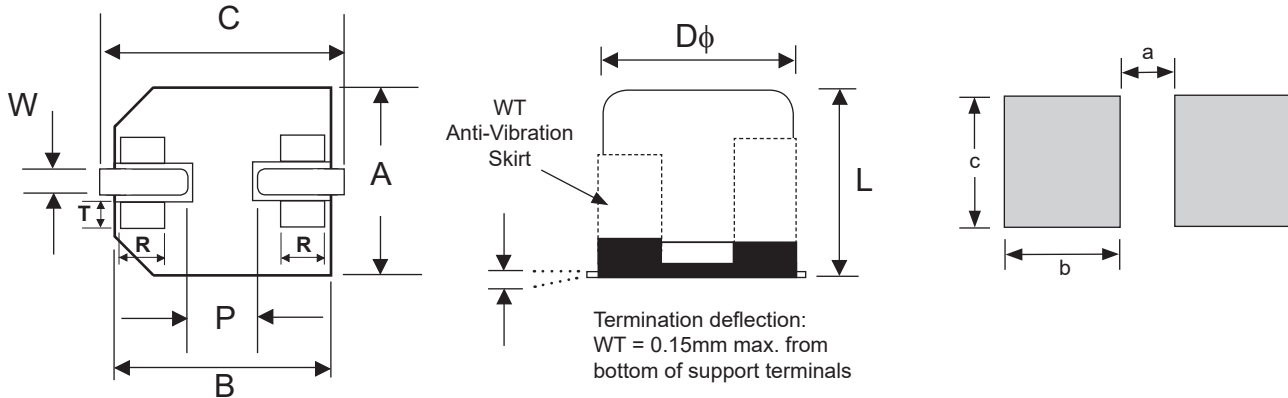 C
W
A
T
R
R
P
B
Dϕ
WT
Anti-Vibration
Skirt
L
Termination deflection:
WT = 0.15mm max. from
bottom of support terminals
a
c
b